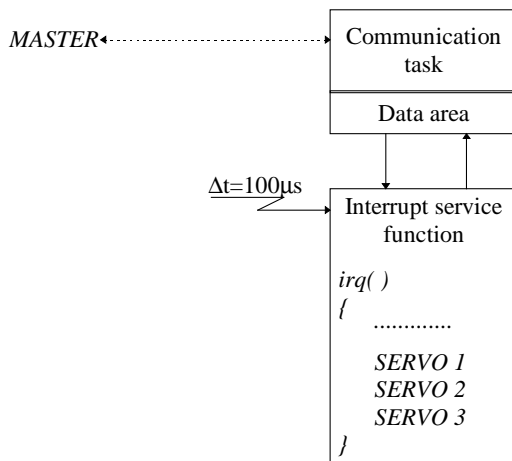 MASTER
Communication
task
Data area
Δt=100μs
Interrupt service
function
irq( )
{
.............
SERVO 1
SERVO 2
SERVO 3
}